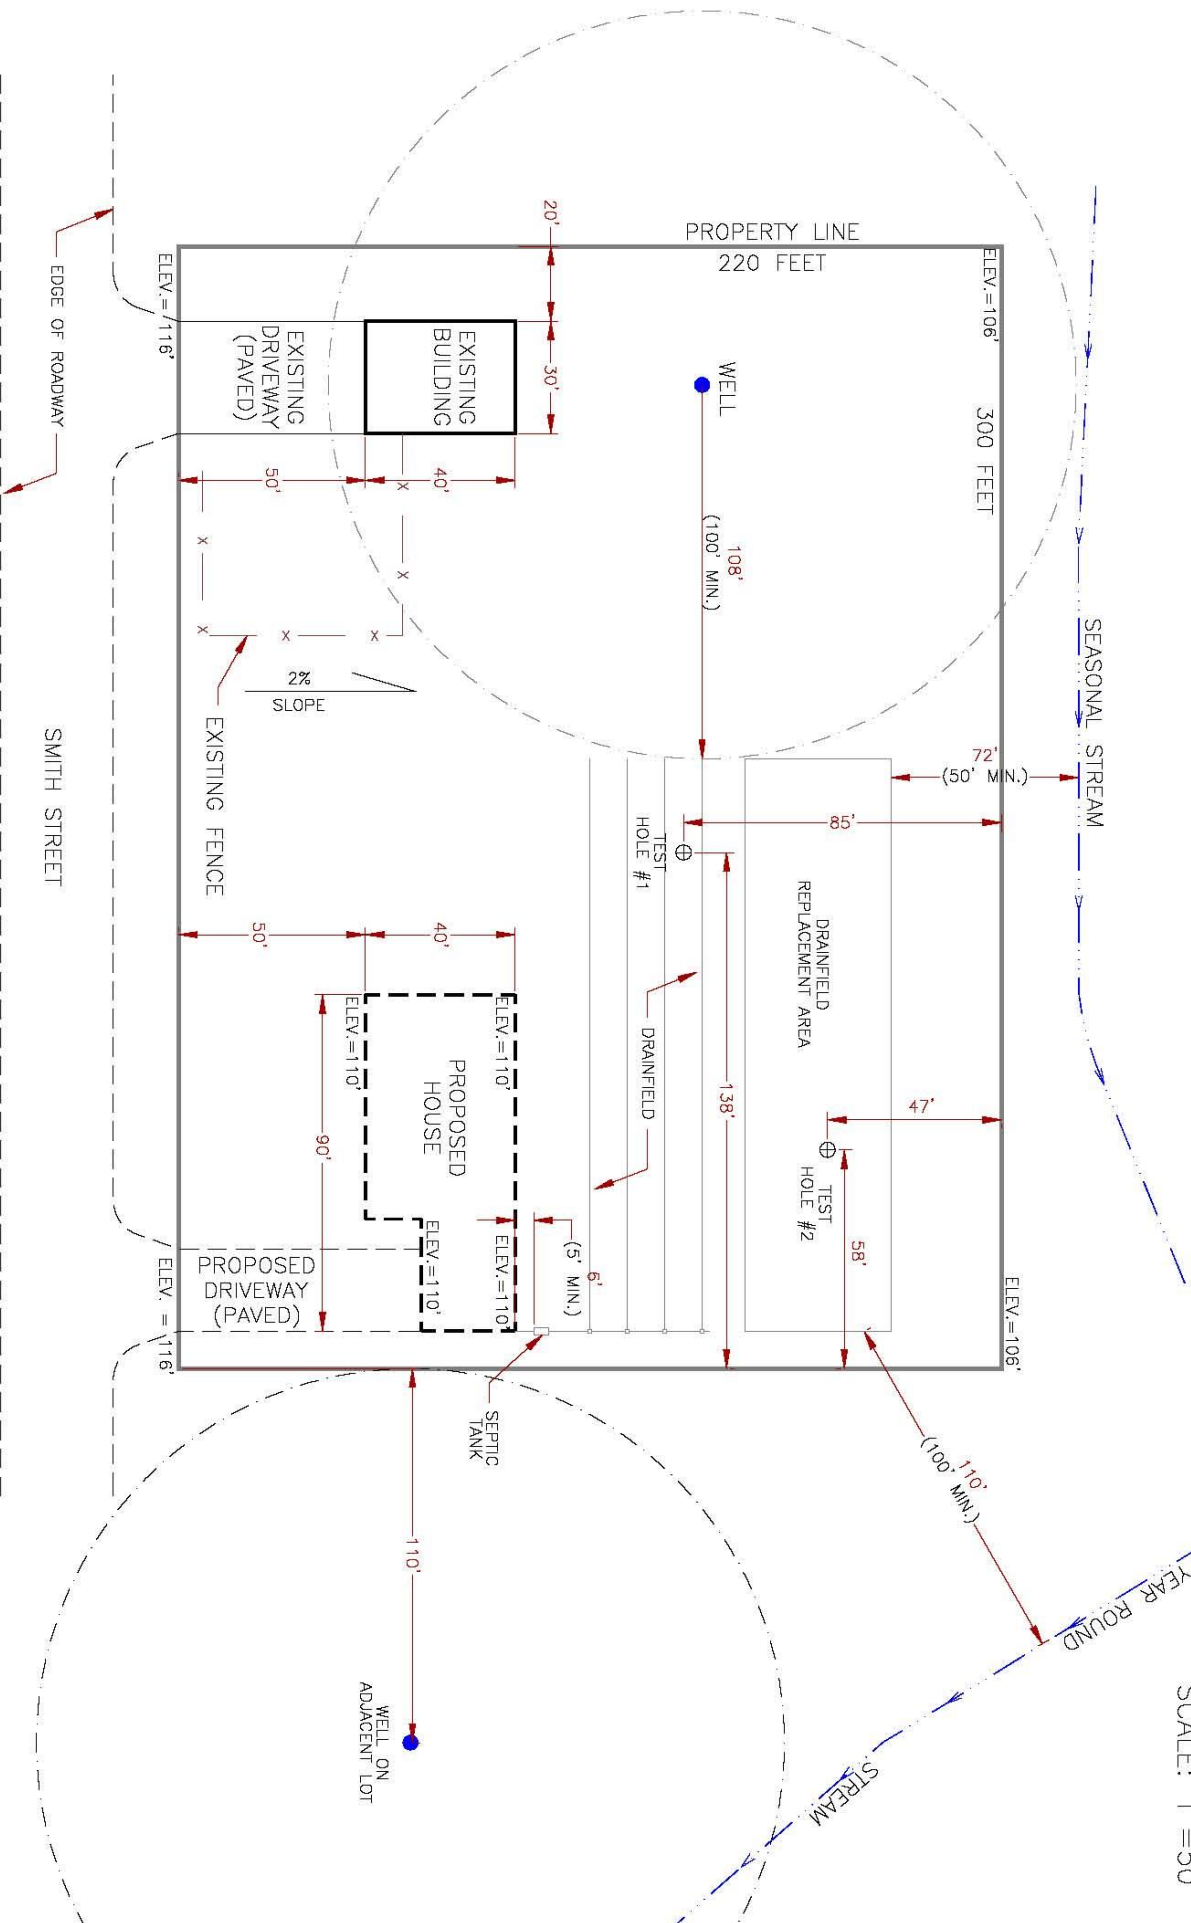 PROPERTY LINE
220 FEET
20'
ELEV.=106'
ELEV.= 116'
EXISTING
BUILDING
30'
WELL
300 FEET
EDGE OF ROADWAY
EXISTING
DRIVEWAY
(PAVED)
50'
40'
108'
(100' MIN.)
X
X
X
X
X
X
2%
SLOPE
EXISTING FENCE
SEASONAL STREAM
72'
(50' MIN.)
SMITH STREET
85'
TEST
HOLE #1
DRAINFIELD
REPLACEMENT AREA
50'
40'
ELEV.=110'
ELEV.=110'
DRAINFIELD
PROPOSED
HOUSE
138'
47'
90'
TEST
HOLE #2
58'
ELEV.=110'
ELEV.=110'
6'
(5' MIN.)
PROPOSED
DRIVEWAY
(PAVED)
ELEV. = 116'
ELEV.=106'
SEPTIC
TANK
110'
(100' MIN.)
110'
YEAR ROUND
STREAM
WELL ON
ADJACENT LOT